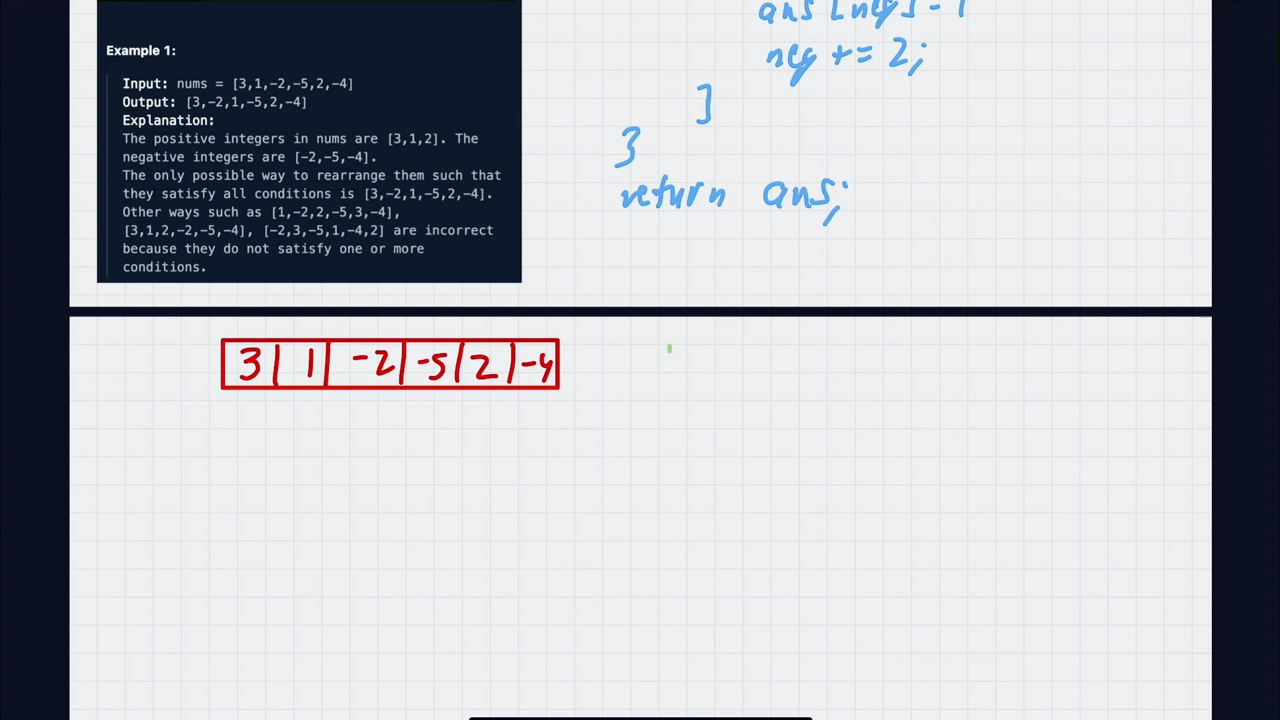 Example 1:
Input: nums = [3,1,-2,-5,2,-4]
Output: [3,-2,1,-5,2,-4]
Explanation:
The positive integers in nums are [3,1,2]. The
negative integers are [-2,-5,-4].
The only possible way to rearrange them such that
they satisfy all conditions is [3,-2,1,-5,2,-4].
Other ways such as [1,-2,2,-5,3,-4],
[3,1,2,-2,-5,-4], [-2,3,-5,1,-4,2] are incorrect
because they do not satisfy one or more
conditions.
ans [neg] =
neg += 2;
}
}
return ans;
3 | 1 | -2 | -5 | 2 | -4